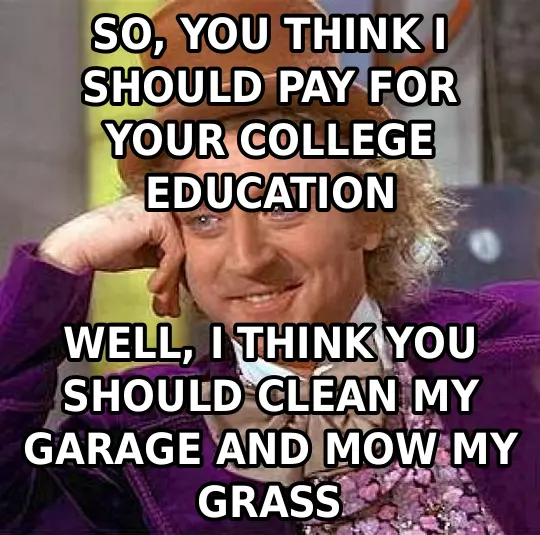 SO, YOU THINK I
SHOULD PAY FOR
YOUR COLLEGE
EDUCATION
WELL, I THINK YOU
SHOULD CLEAN MY
GARAGE AND MOW MY
GRASS